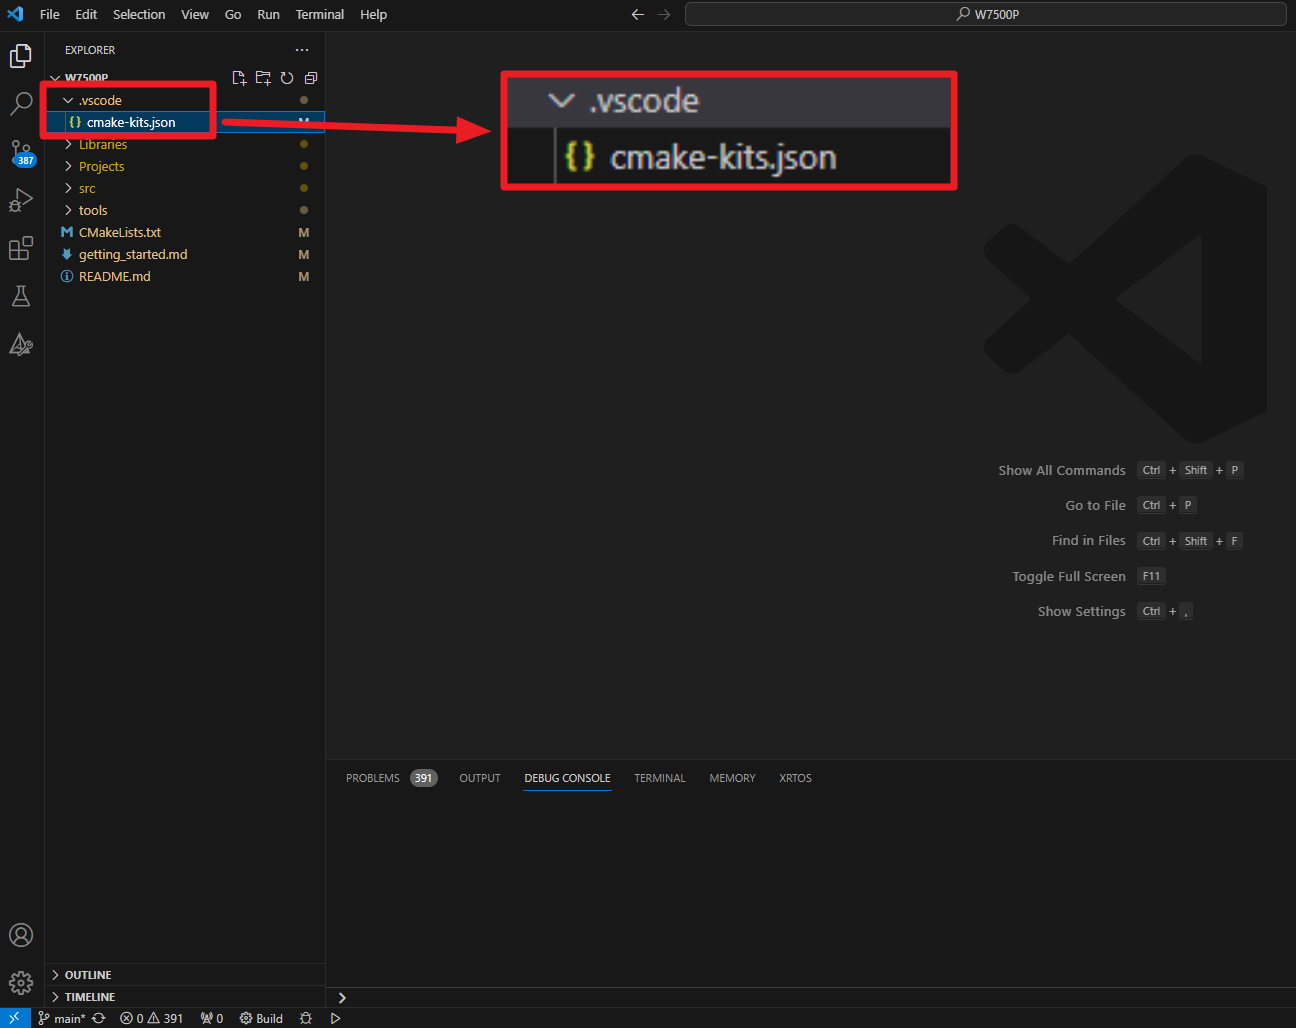 File Edit Selection View Go Run Terminal Help
W7500P
EXPLORER
W7500P
.vscode
{} cmake-kits.json M
Libraries
Projects
src
tools
CMakeLists.txt M
getting_started.md M
README.md M
387
.vscode
{} cmake-kits.json
Show All Commands Ctrl + Shift + P
Go to File Ctrl + P
Find in Files Ctrl + Shift + F
Toggle Full Screen F11
Show Settings Ctrl + ,
PROBLEMS 391 OUTPUT DEBUG CONSOLE TERMINAL MEMORY XRTOS
OUTLINE
TIMELINE
main* 0 391 0 Build